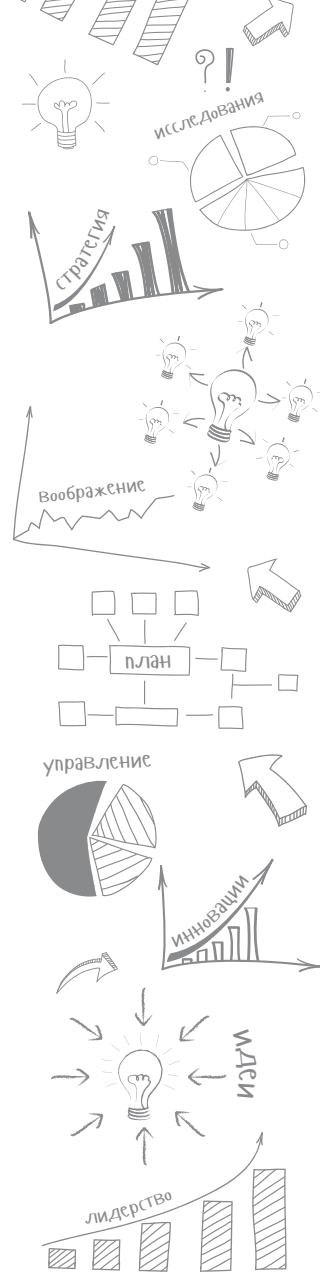 ?!
исследования
стратегия
Воображение
план
управление
инновации
идеи
лидерство